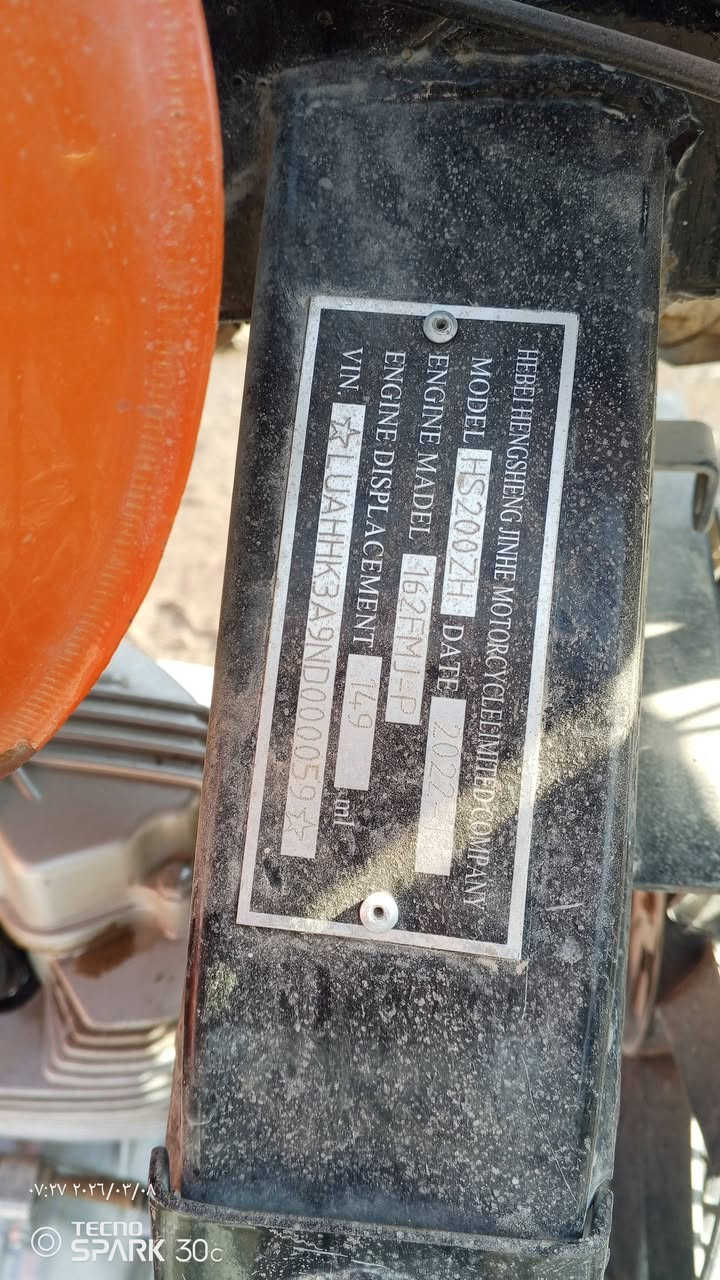 HEBEI HENGSHENG JINHE MOTORCYCLE LIMITED COMPANY
MODEL HS200ZH DATE 2022-
ENGINE MADEL 162FMJ-P
ENGINE DISPLACEMENT 149 ml
VIN. ☆LUAHHK3A9ND000059☆
٠٧:٢٧ ٢٠٢٦/٠٣/٠٨
TECNO
SPARK 30C